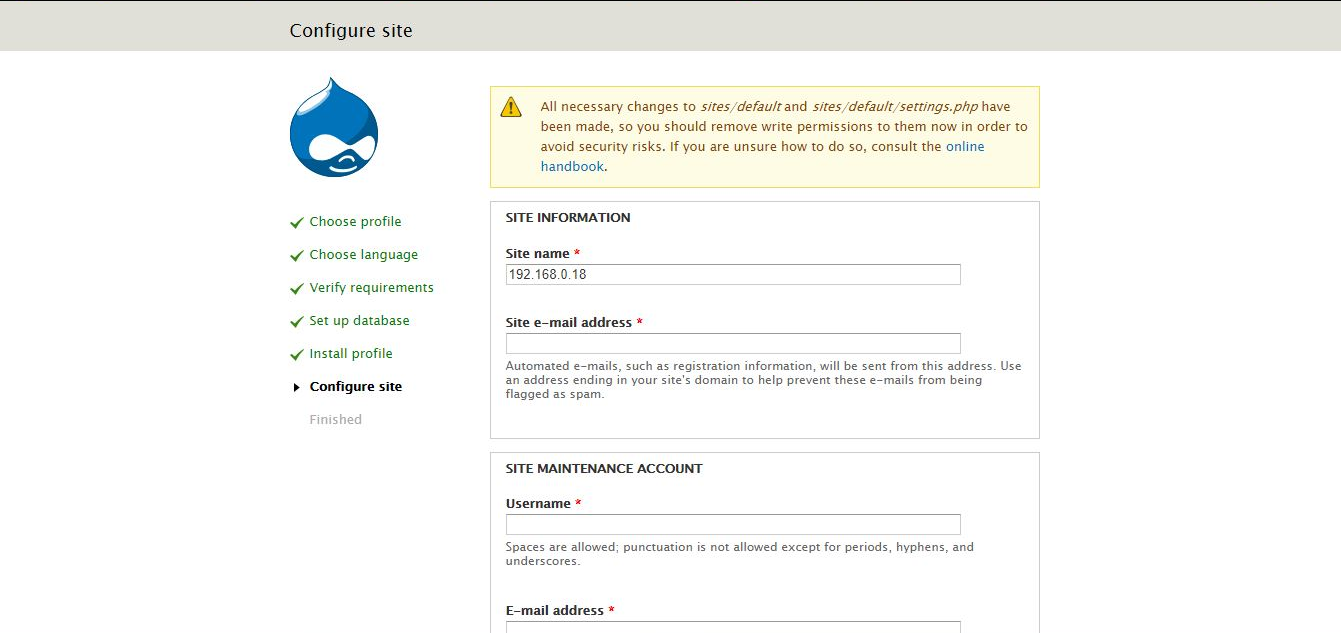 Configure site
All necessary changes to sites/default and sites/default/settings.php have
been made, so you should remove write permissions to them now in order to
avoid security risks. If you are unsure how to do so, consult the online
handbook.
Choose profile
Choose language
Verify requirements
Set up database
Install profile
Configure site
Finished
SITE INFORMATION
Site name *
192.168.0.18
Site e-mail address *
Automated e-mails, such as registration information, will be sent from this address. Use
an address ending in your site's domain to help prevent these e-mails from being
flagged as spam.
SITE MAINTENANCE ACCOUNT
Username *
Spaces are allowed; punctuation is not allowed except for periods, hyphens, and
underscores.
E-mail address *